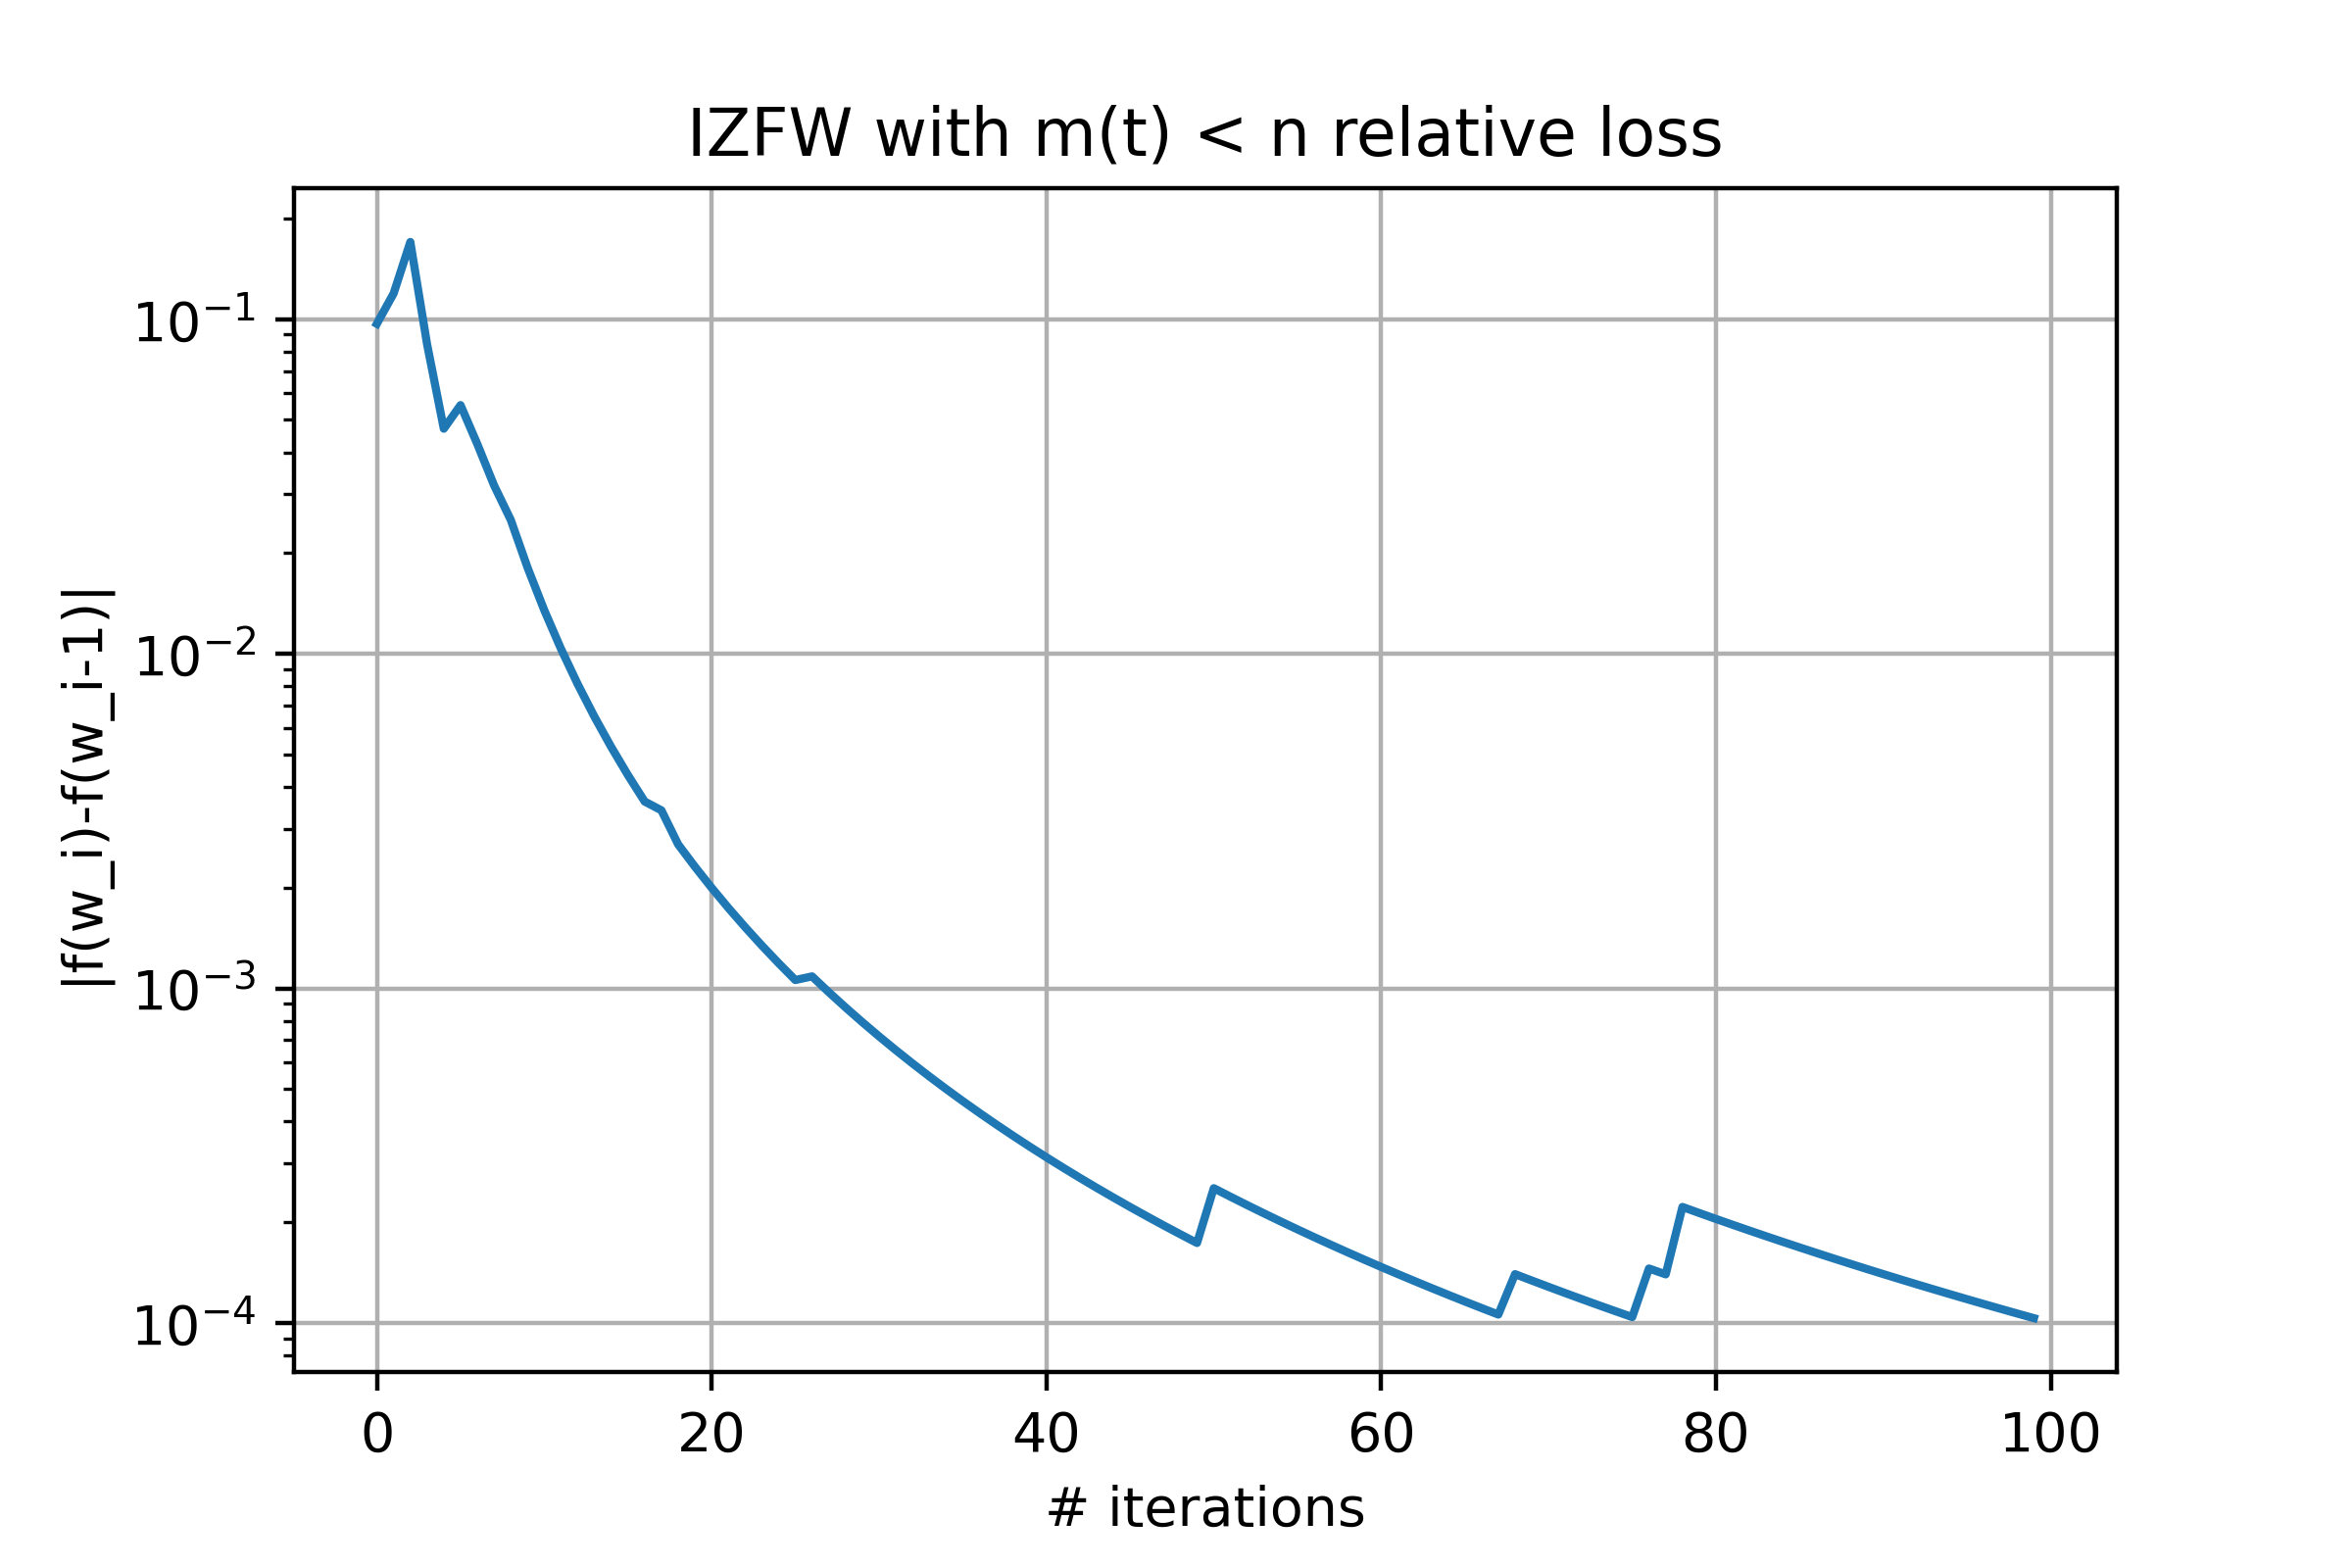 IZFW with m(t) < n relative loss
|f(w_i)-f(w_i-1)|
10⁻¹
10⁻²
10⁻³
10⁻⁴
0 20 40 60 80 100
# iterations